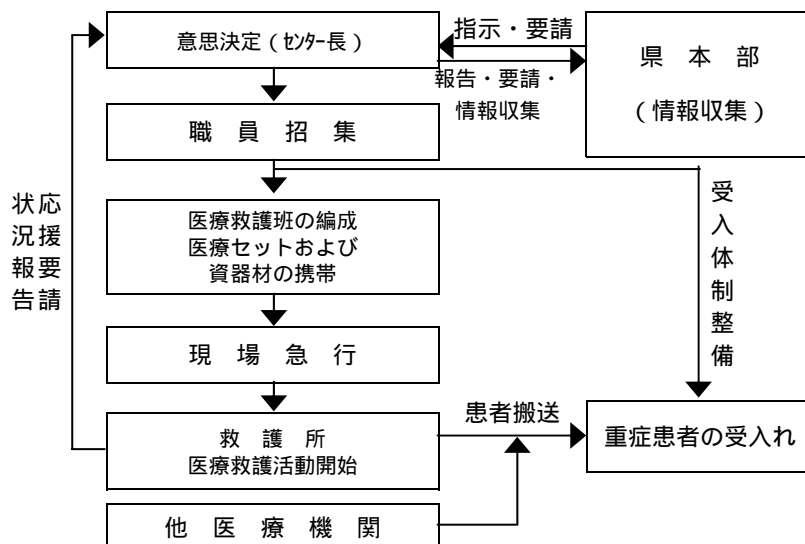 意思決定（センター長）
指示・要請
報告・要請・
情報収集
県　本　部
（情報収集）
職　員　招　集
応援要請
状況報告
受入体制整備
医療救護班の編成
医療セットおよび
資器材の携帯
現　場　急　行
患者搬送
救　護　所
医療救護活動開始
重症患者の受入れ
他　医　療　機　関